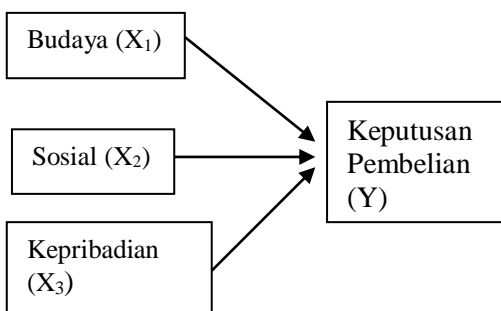 Budaya (X₁)
Keputusan
Pembelian
(Y)
Sosial (X₂)
Kepribadian
(X₃)